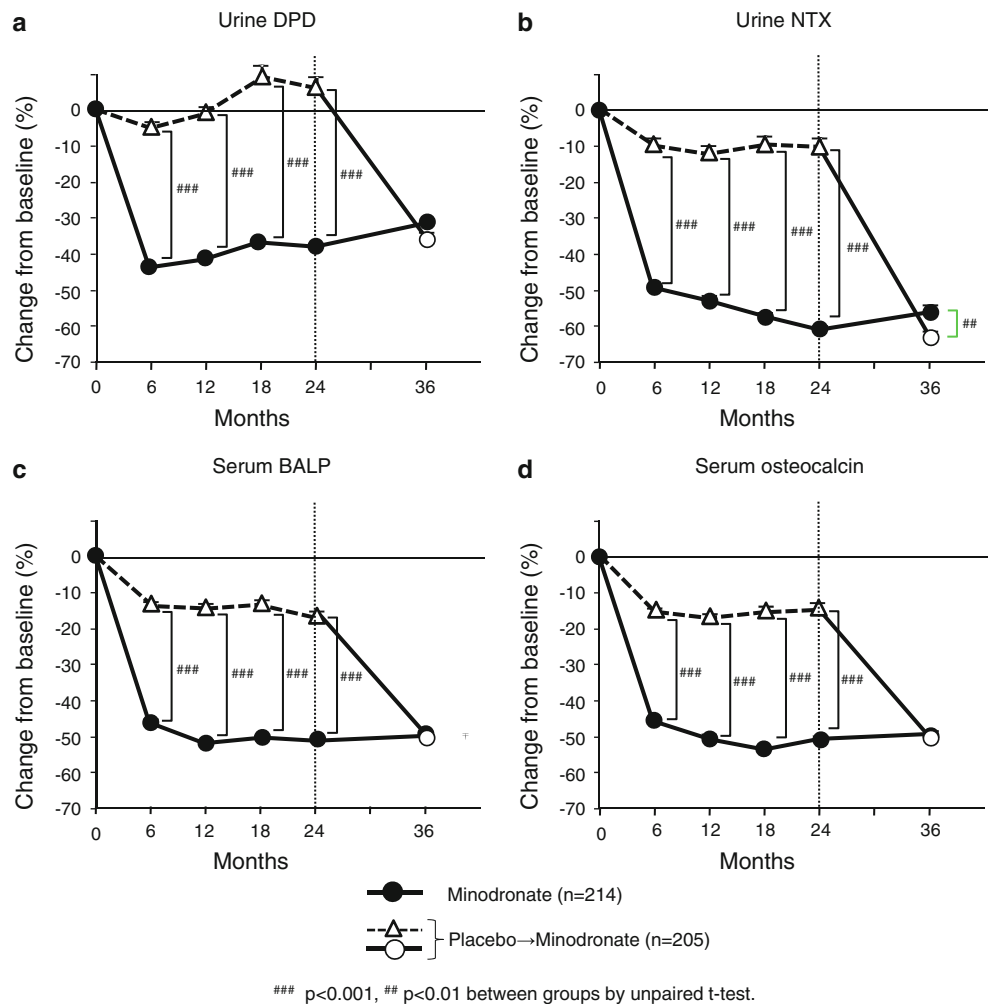 a
Urine DPD
Change from baseline (%)
0
-10
-20
-30
-40
-50
-60
-70
###
###
###
###
0 6 12 18 24 36
Months
b
Urine NTX
Change from baseline (%)
0
-10
-20
-30
-40
-50
-60
-70
###
###
###
###
##
0 6 12 18 24 36
Months
c
Serum BALP
Change from baseline (%)
0
-10
-20
-30
-40
-50
-60
-70
###
###
###
###
0 6 12 18 24 36
Months
d
Serum osteocalcin
Change from baseline (%)
0
-10
-20
-30
-40
-50
-60
-70
###
###
###
###
0 6 12 18 24 36
Months
Minodronate (n=214)
Placebo→Minodronate (n=205)
### p<0.001, ## p<0.01 between groups by unpaired t-test.